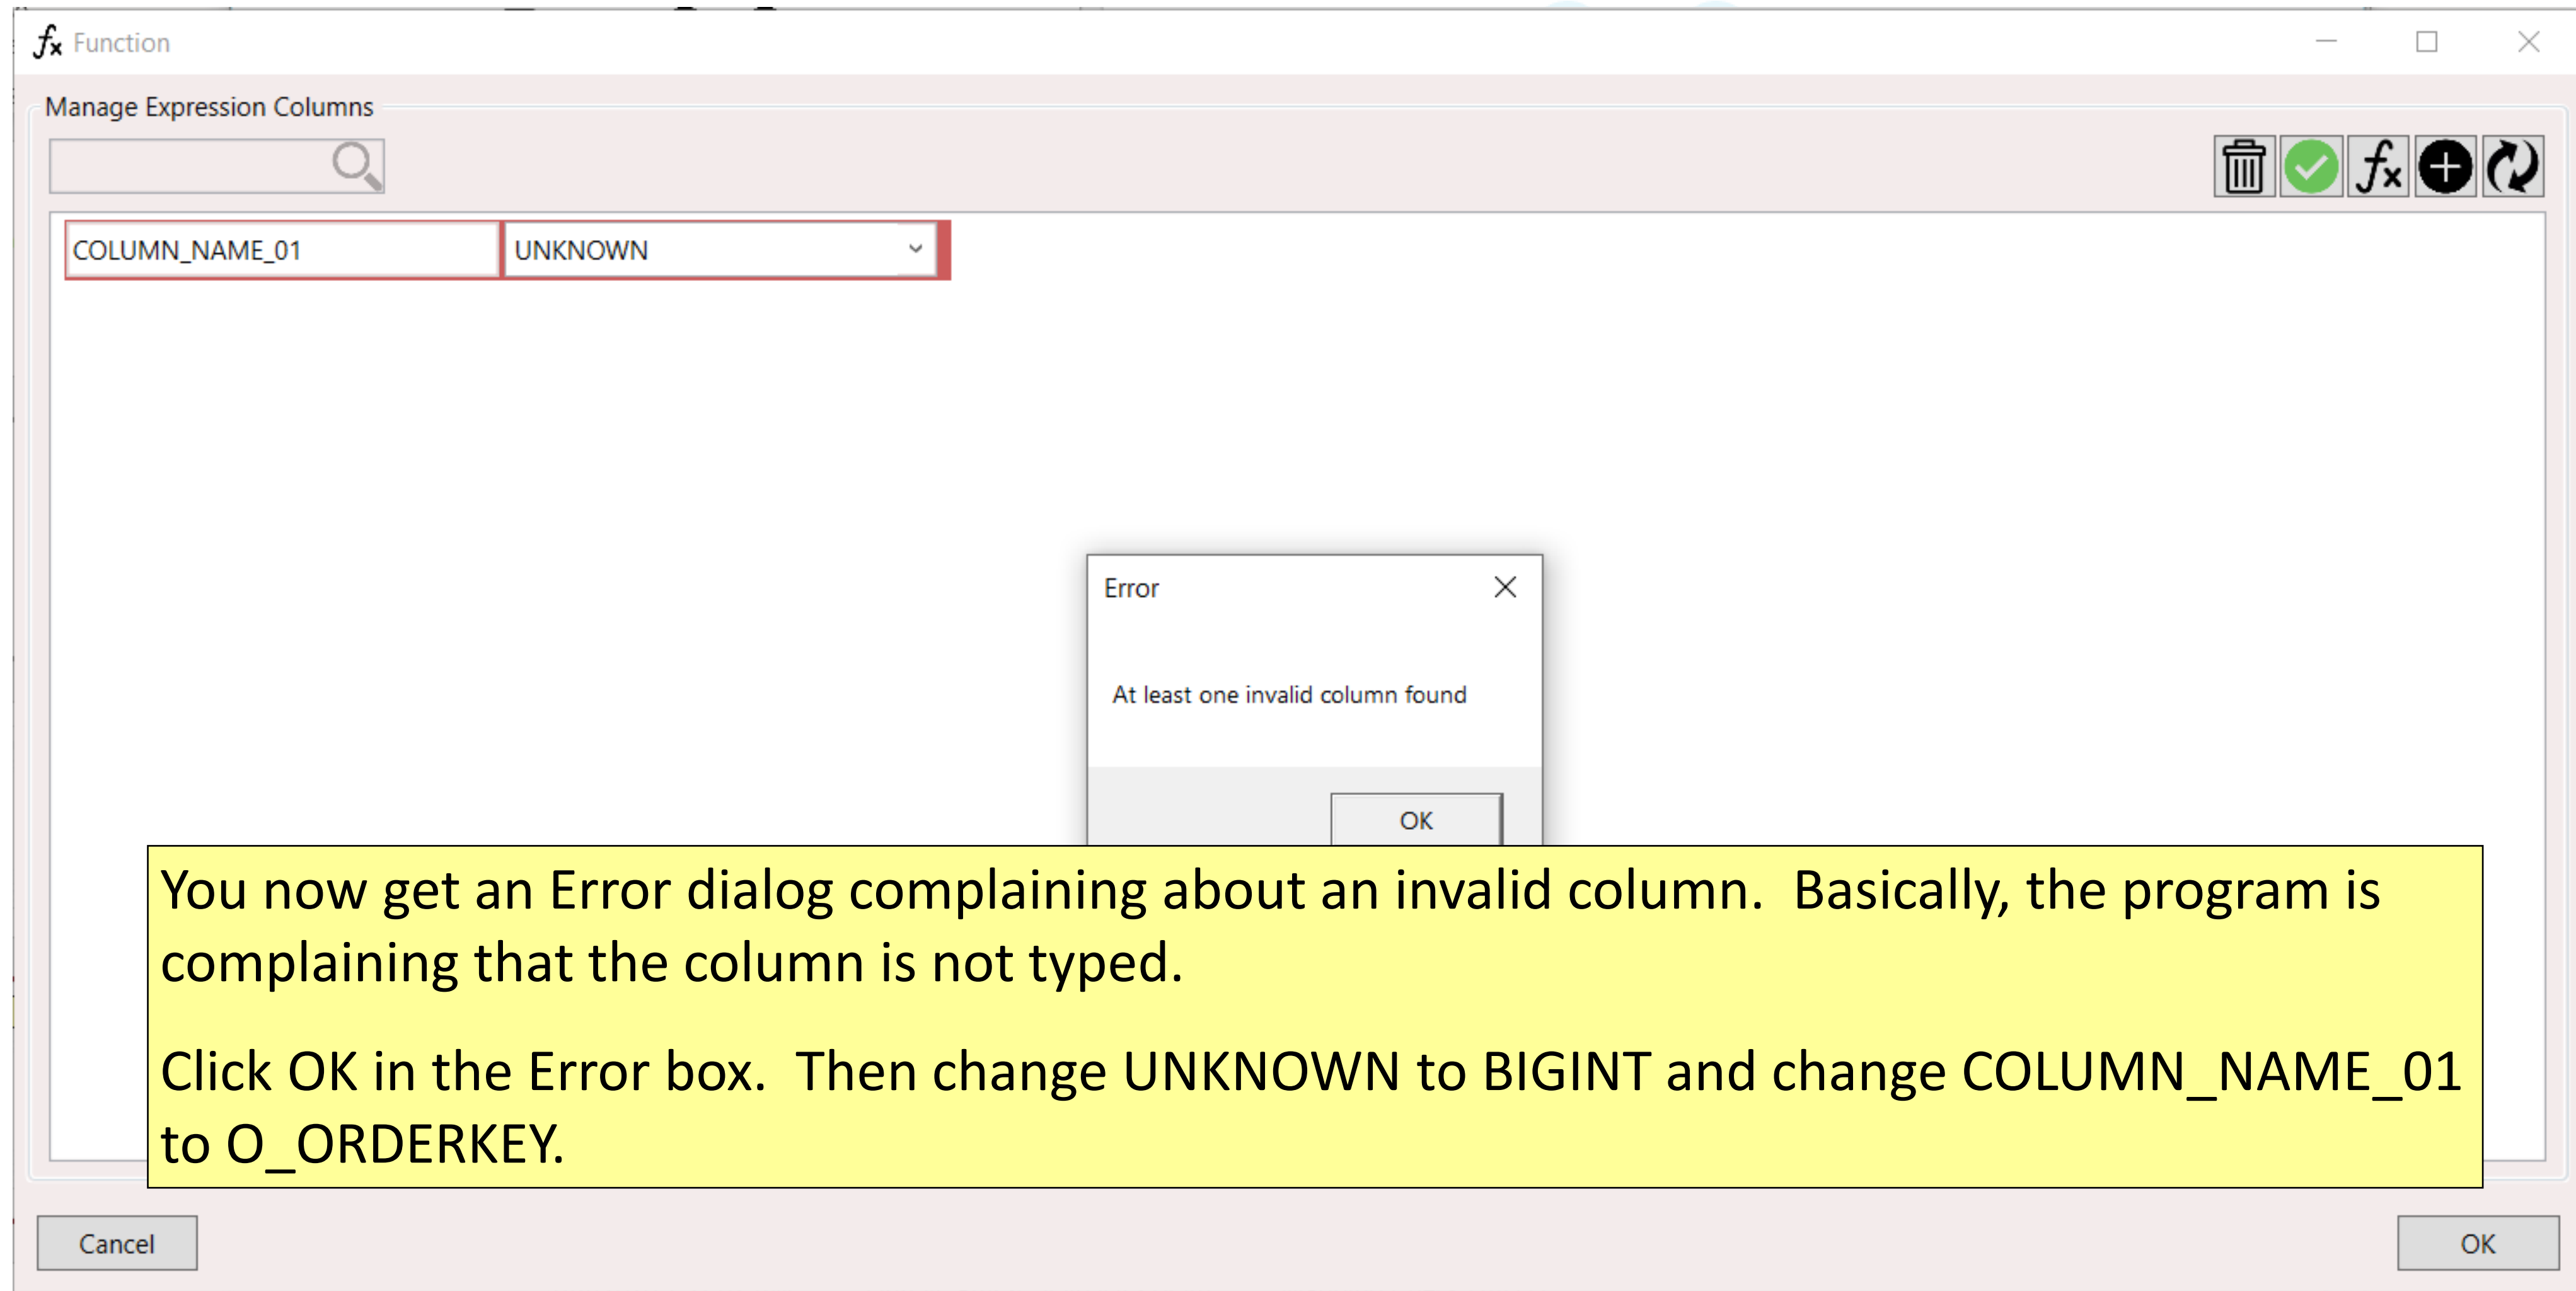 fx Function
Manage Expression Columns
fx
COLUMN_NAME_01 UNKNOWN
Error
At least one invalid column found
OK
You now get an Error dialog complaining about an invalid column. Basically, the program is
complaining that the column is not typed.
Click OK in the Error box. Then change UNKNOWN to BIGINT and change COLUMN_NAME_01
to O_ORDERKEY.
Cancel OK